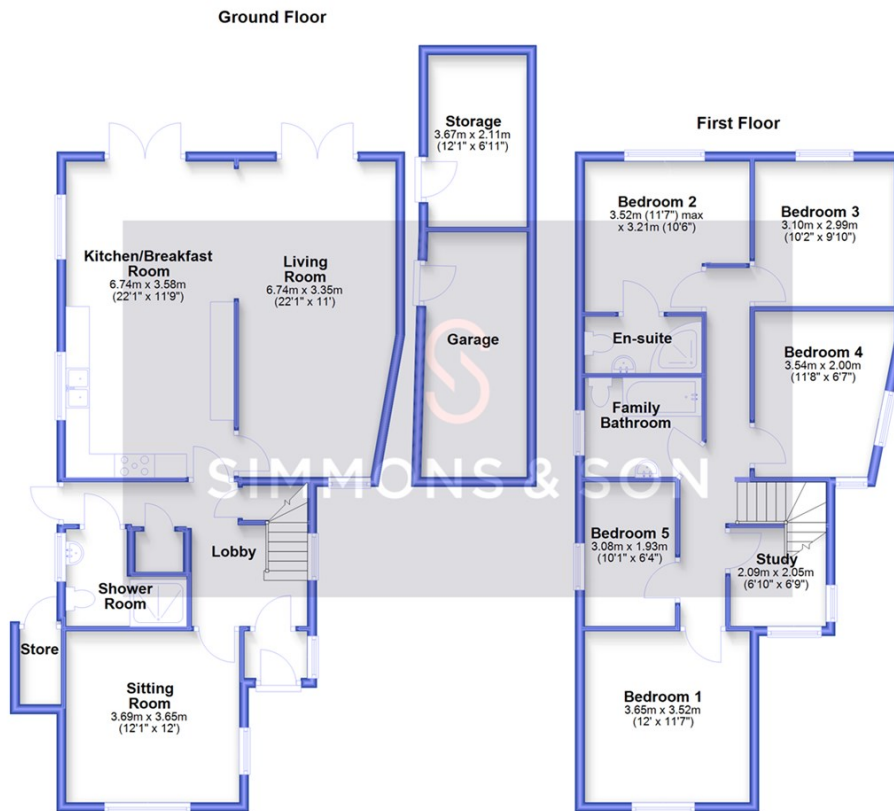 Ground Floor
Storage
3.67m x 2.11m
(12'1" x 6'11")
Kitchen/Breakfast
Room
6.74m x 3.58m
(22'1" x 11'9")
Living
Room
6.74m x 3.35m
(22'1" x 11')
Garage
Lobby
Shower
Room
Store
Sitting
Room
3.69m x 3.65m
(12'1" x 12')
First Floor
Bedroom 2
3.52m (11'7") max
x 3.21m (10'6")
Bedroom 3
3.10m x 2.99m
(10'2" x 9'10")
En-suite
Bedroom 4
3.54m x 2.00m
(11'8" x 6'7")
Family
Bathroom
Bedroom 5
3.08m x 1.93m
(10'1" x 6'4")
Study
2.09m x 2.05m
(6'10" x 6'9")
Bedroom 1
3.65m x 3.52m
(12' x 11'7")
SIMMONS & SON